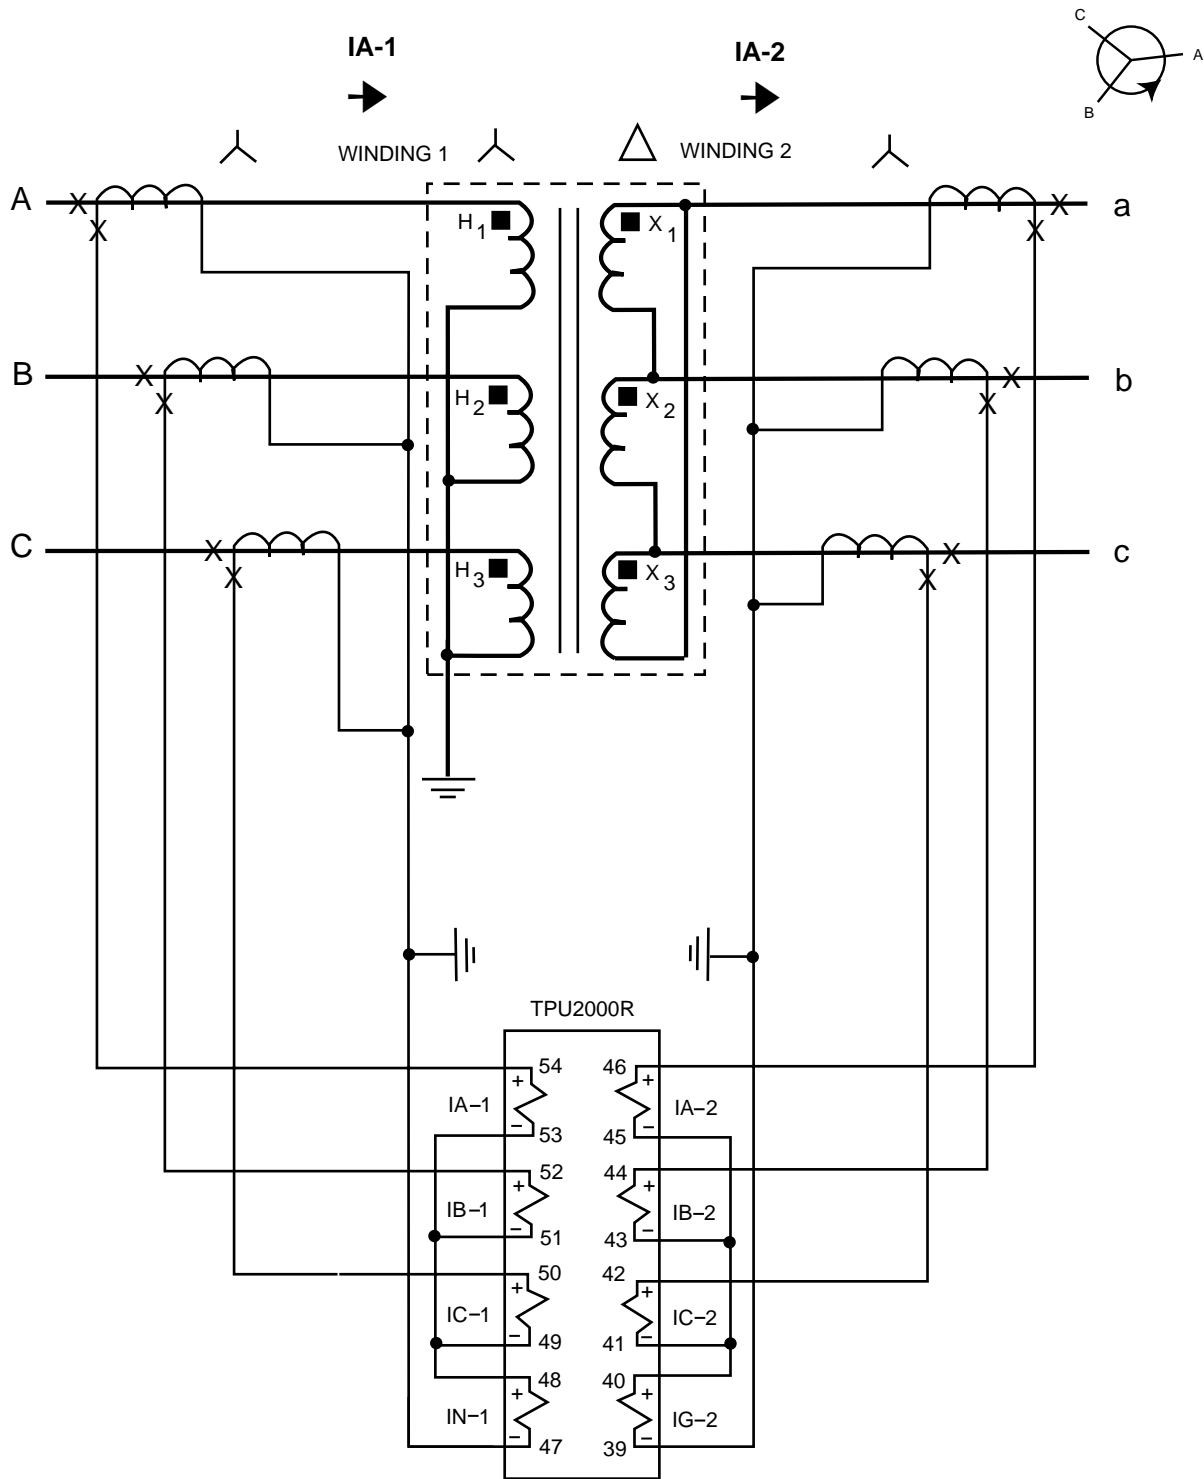 C
A
B
IA-1
IA-2
WINDING 1
WINDING 2
A
X
X
H1
X1
X
X
a
B
X
X
H2
X2
X
X
b
C
X
X
H3
X3
X
X
c
TPU2000R
54
46
+
+
IA–1
IA–2
–
–
53
45
52
44
+
+
IB–1
IB–2
–
–
51
43
50
42
+
+
IC–1
IC–2
–
–
49
41
48
40
+
+
IN–1
IG–2
–
–
47
39